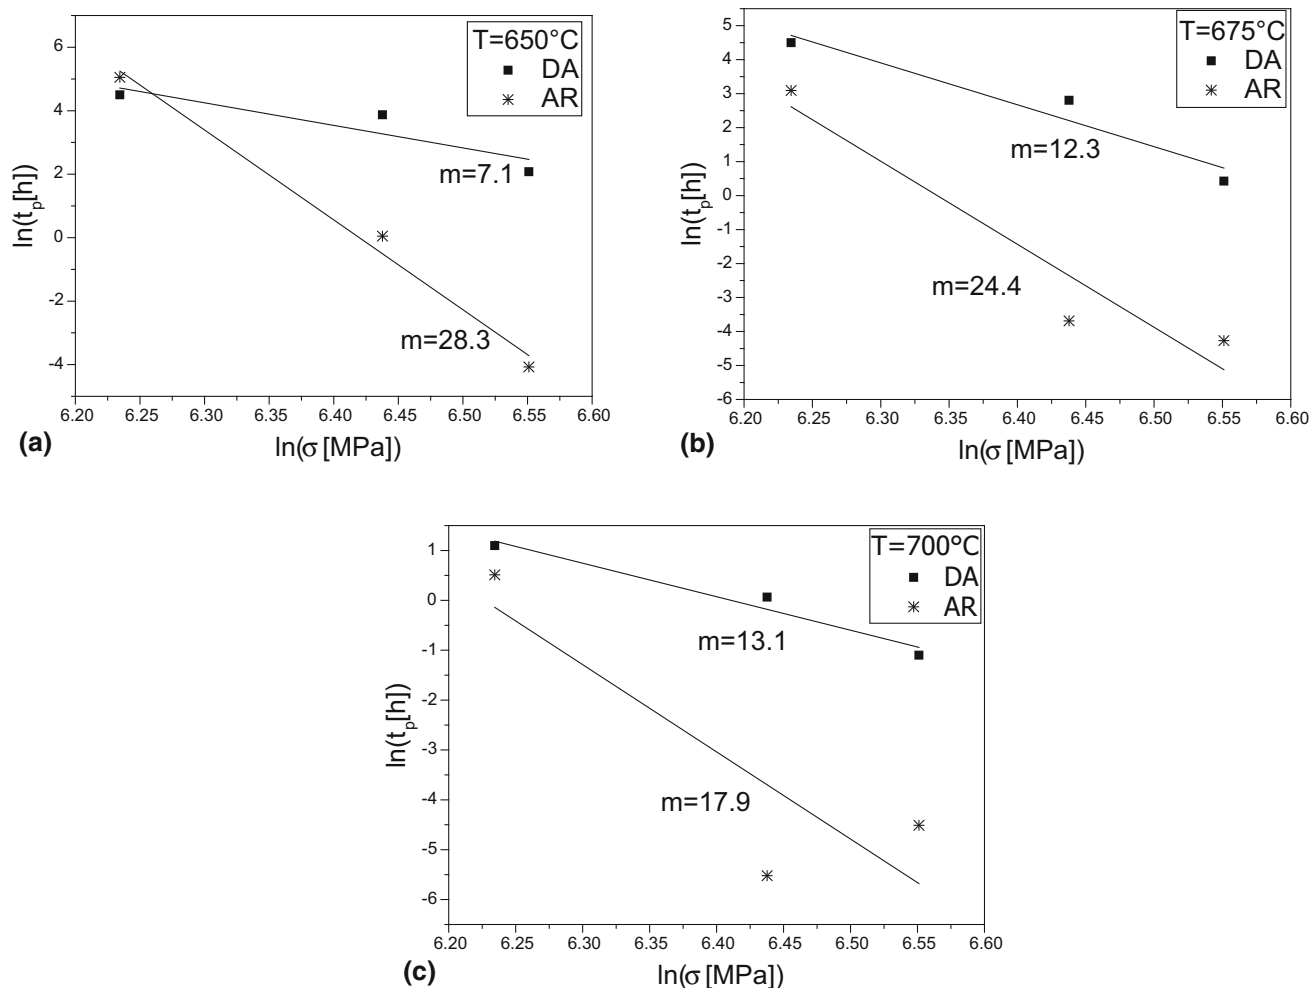 T=650°C
DA
AR
6
4
2
0
-2
-4
ln(tp[h])
m=7.1
m=28.3
6.20 6.25 6.30 6.35 6.40 6.45 6.50 6.55 6.60
(a)
ln(σ [MPa])
T=675°C
DA
AR
5
4
3
2
1
0
-1
-2
-3
-4
-5
-6
ln(tp[h])
m=12.3
m=24.4
6.20 6.25 6.30 6.35 6.40 6.45 6.50 6.55 6.60
(b)
ln(σ [MPa])
T=700°C
DA
AR
1
0
-1
-2
-3
-4
-5
-6
ln(tp[h])
m=13.1
m=17.9
6.20 6.25 6.30 6.35 6.40 6.45 6.50 6.55 6.60
(c)
ln(σ [MPa])